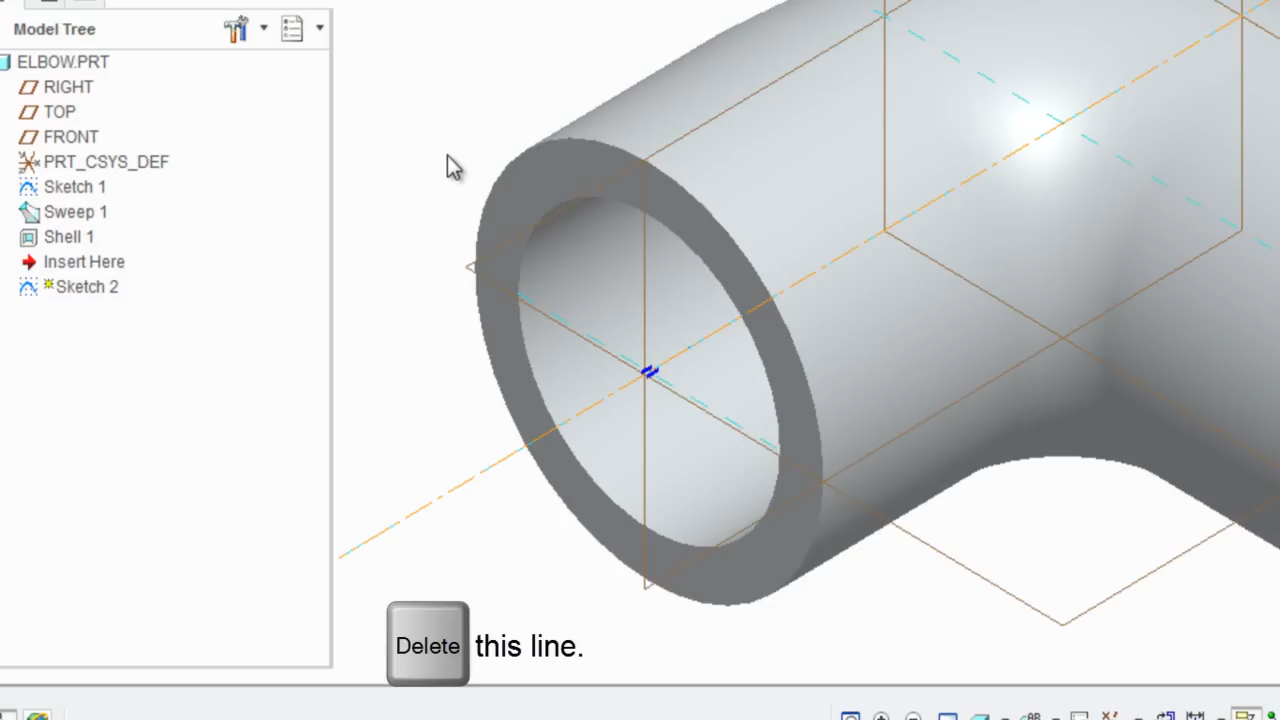 Model Tree
ELBOW.PRT
RIGHT
TOP
FRONT
PRT_CSYS_DEF
Sketch 1
Sweep 1
Shell 1
Insert Here
Sketch 2
Delete this line.